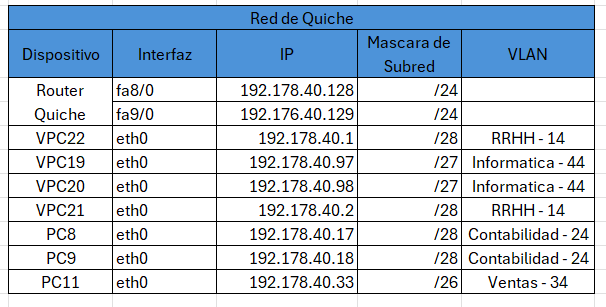 Red de Quiche
Dispositivo Interfaz IP Mascara de Subred VLAN
Router fa8/0 192.178.40.128 /24
Quiche fa9/0 192.176.40.129 /24
VPC22 eth0 192.178.40.1 /28 RRHH - 14
VPC19 eth0 192.178.40.97 /27 Informatica - 44
VPC20 eth0 192.178.40.98 /27 Informatica - 44
VPC21 eth0 192.178.40.2 /28 RRHH - 14
PC8 eth0 192.178.40.17 /28 Contabilidad - 24
PC9 eth0 192.178.40.18 /28 Contabilidad - 24
PC11 eth0 192.178.40.33 /26 Ventas - 34